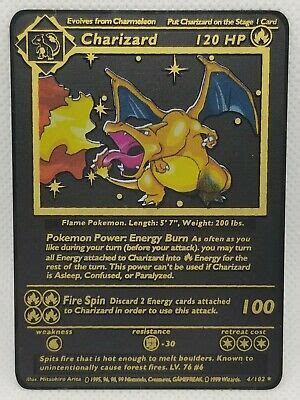 Evolves from Charmeleon Put Charizard on the Stage 1 Card
Charizard 120 HP
Flame Pokemon. Length: 5' 7", Weight: 200 lbs.
Pokemon Power: Energy Burn As often as you
like during your turn (before your attack). you may turn
all Energy attached to Charizard into Energy for the
rest of the turn. This power can't be used if Charizard
is Asleep, Confused, or Paralyzed.
Fire Spin Discard 2 Energy cards attached
to Charizard in order to use this attack. 100
weakness resistance retreat cost
-30
Spits fire that is hot enough to melt boulders. Known to
unintentionally cause forest fires. LV. 76 #6
Illus. Mitsuhiro Arita © 1995, 96, 98, 99 Nintendo, Creatures, GAMEFREAK. © 1999 Wizards. 4/102 ★